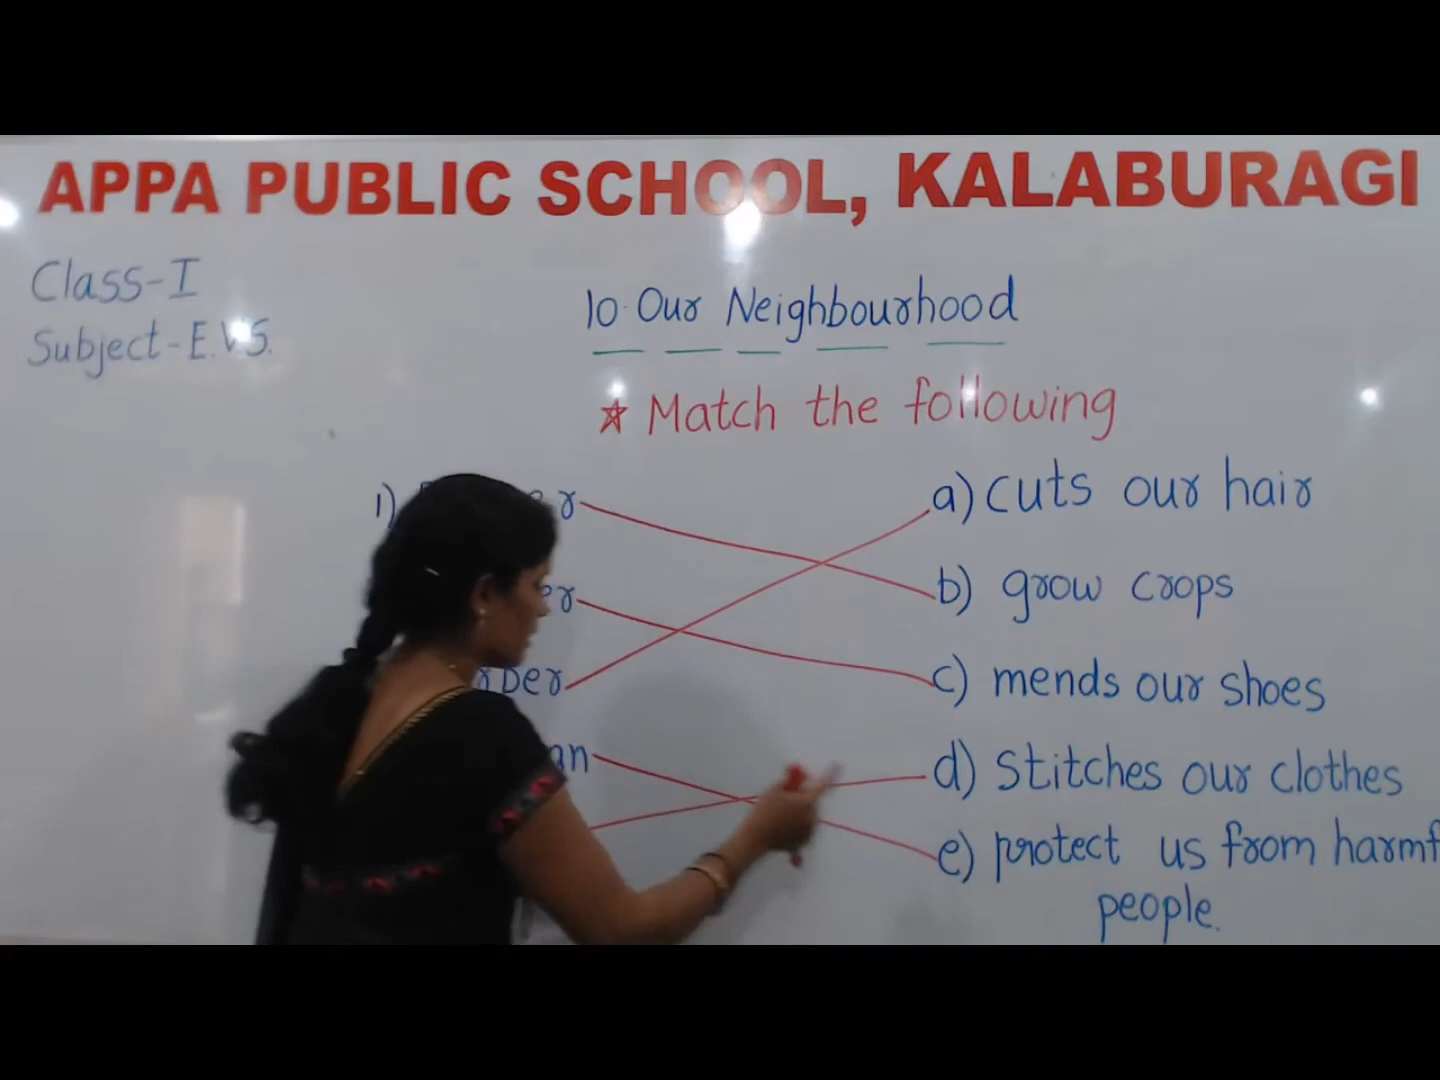 APPA PUBLIC SCHOOL, KALABURAGI
Class-I
Subject-E.V.S.
10. Our Neighbourhood
☆ Match the following
1)
a) cuts our hair
b) grow crops
c) mends our shoes
d) stitches our clothes
e) protect us from harmf
people.